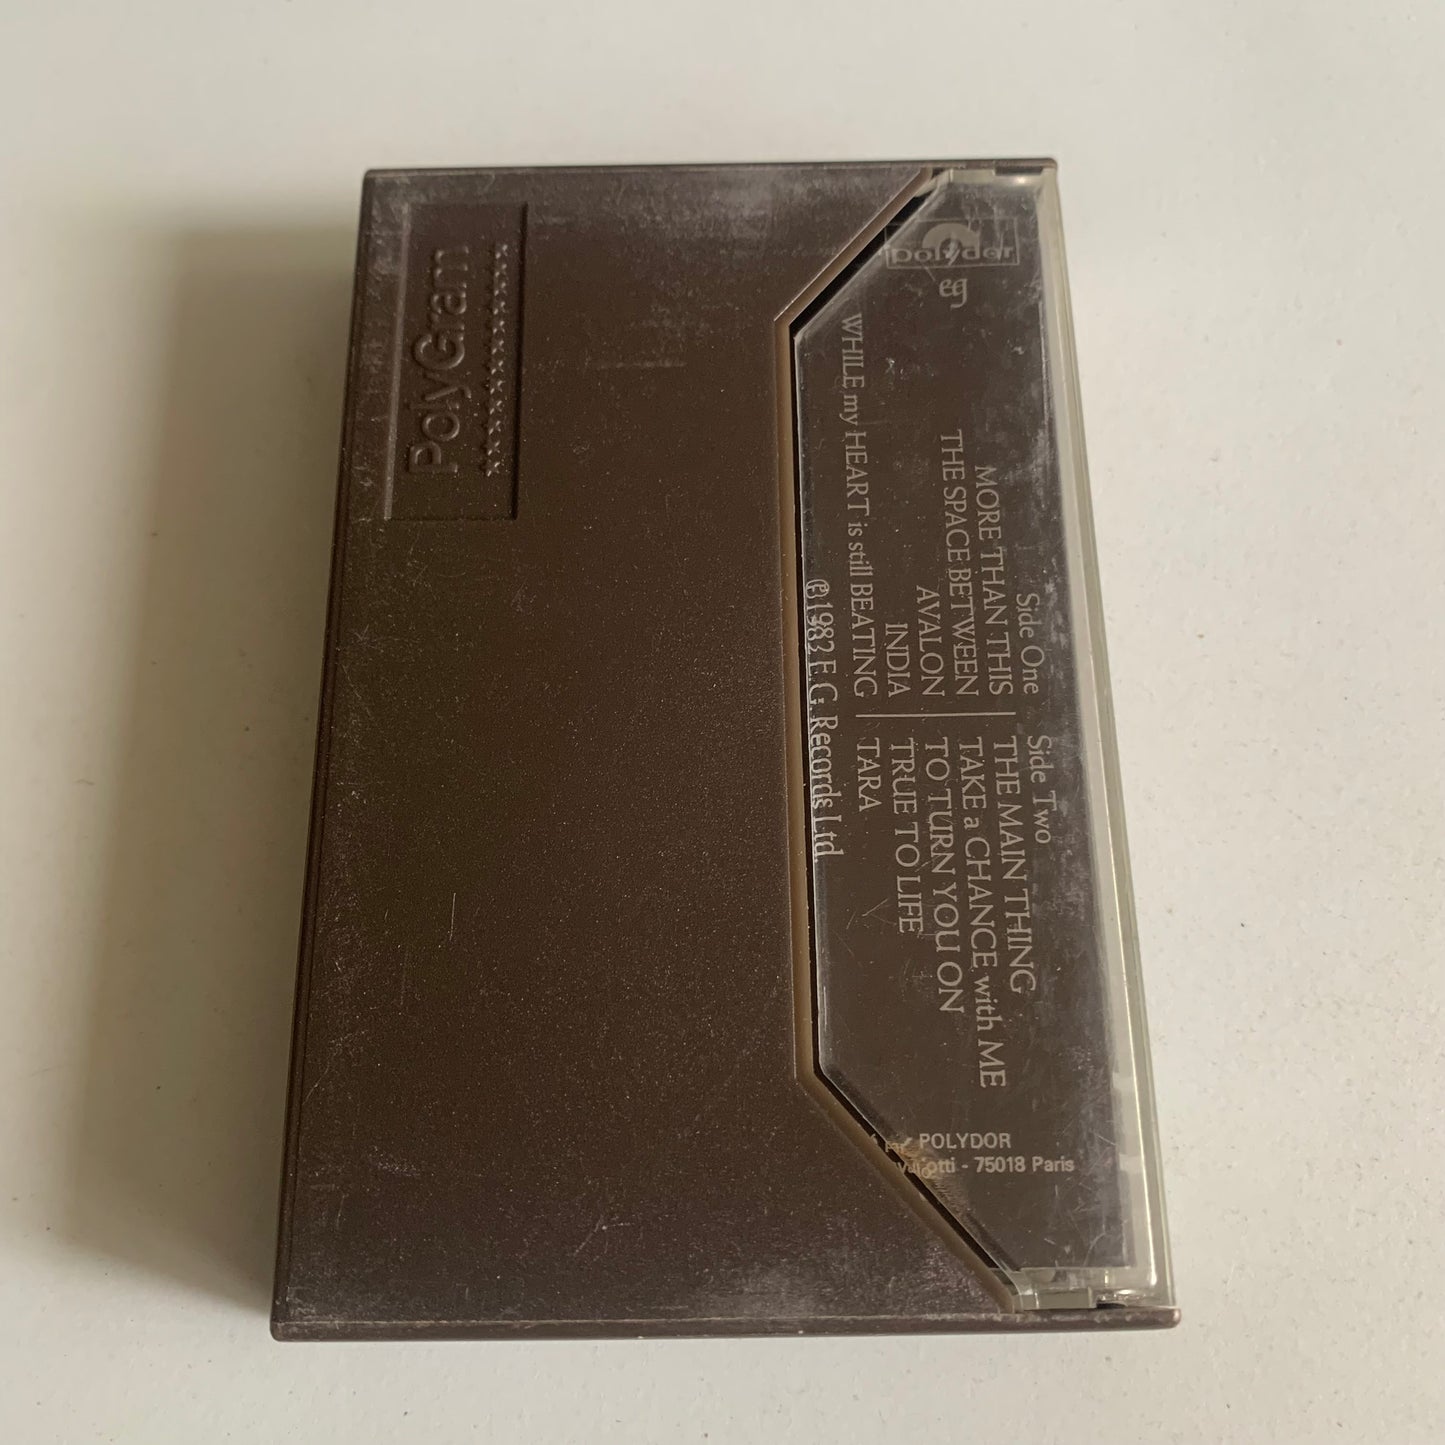 PolyGram
polydor
eg
Side One
MORE THAN THIS
THE SPACE BETWEEN
AVALON
INDIA
WHILE my HEART is still BEATING
Side Two
THE MAIN THING
TAKE a CHANCE with ME
TO TURN YOU ON
TRUE TO LIFE
TARA
℗1982 E.G. Records Ltd.
POLYDOR
otti - 75018 Paris